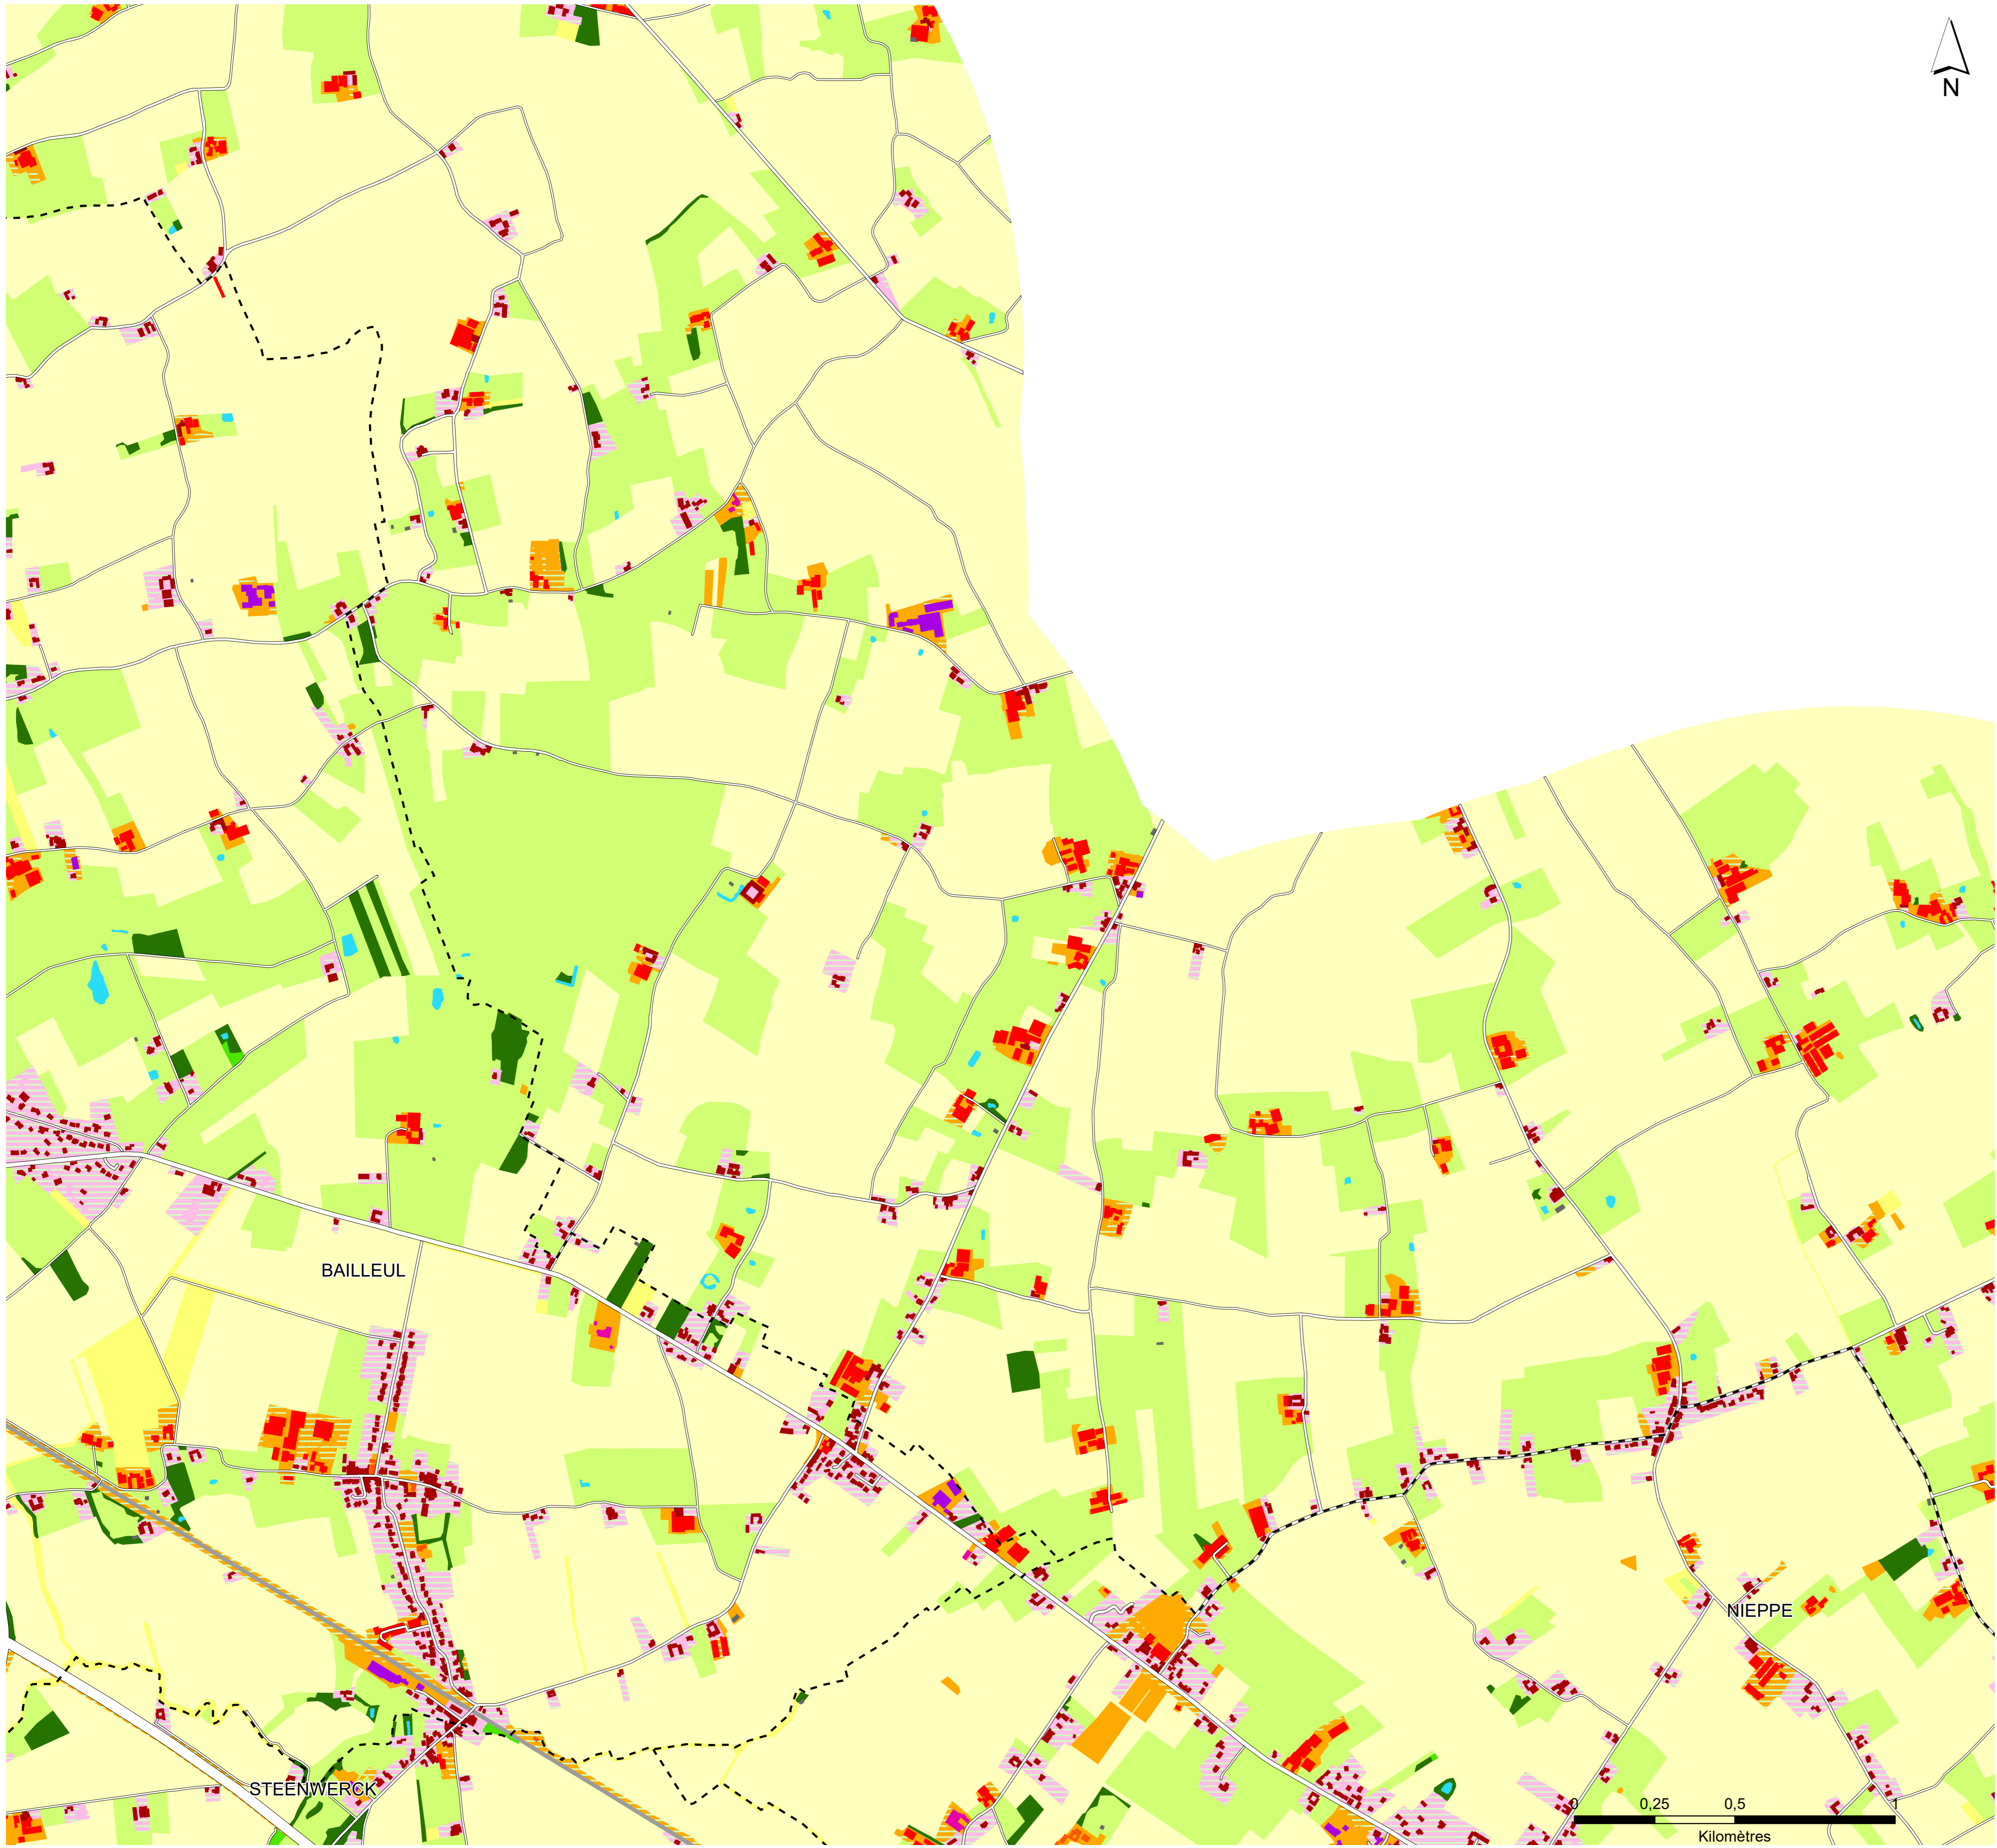 N
BAILLEUL
NIEPPE
STEENWERCK
0 0,25 0,5 1
Kilomètres